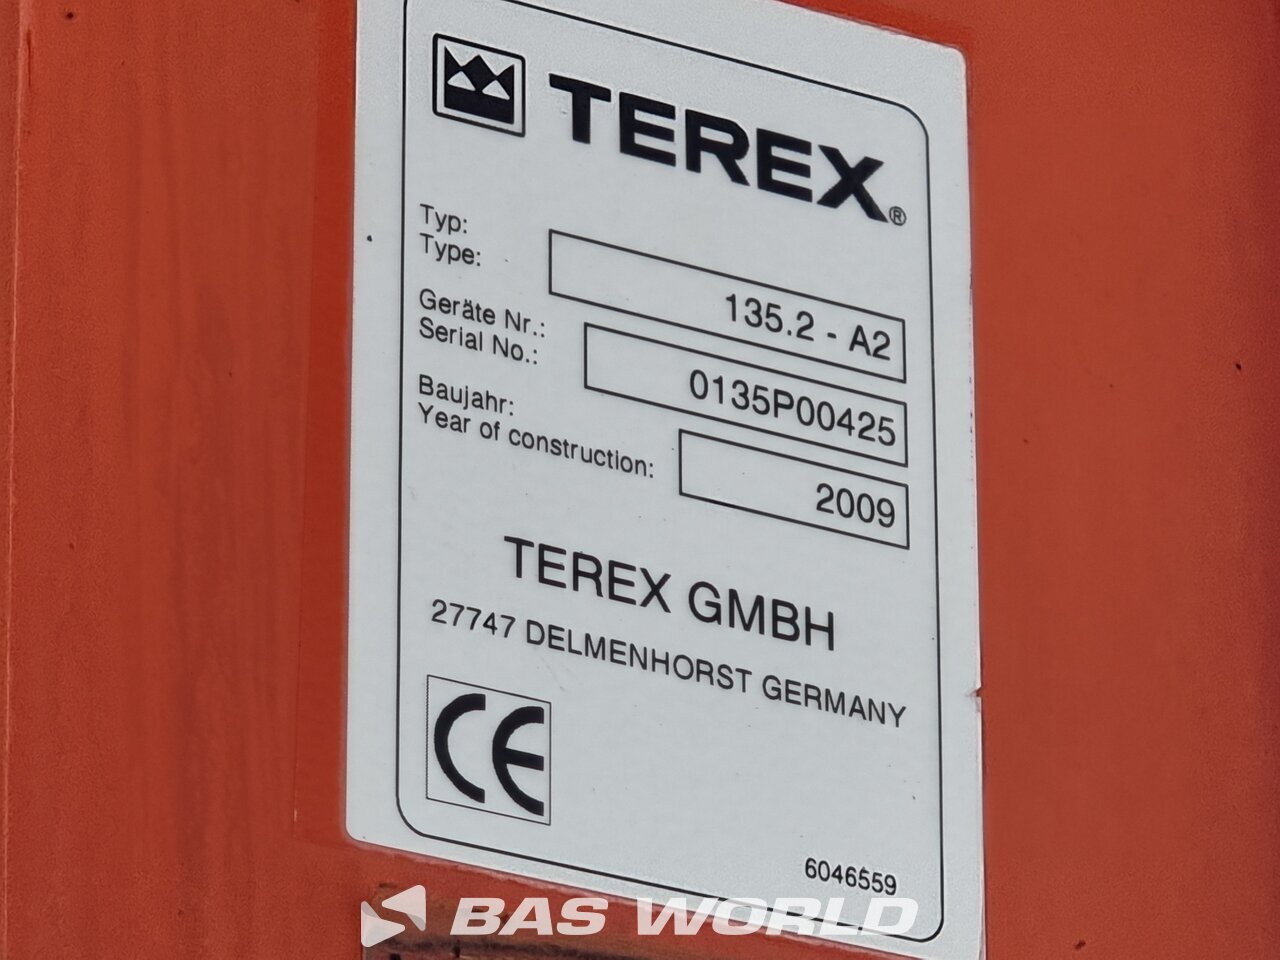 TEREX®
Typ:
Type:
135.2 - A2
Geräte Nr.:
Serial No.:
0135P00425
Baujahr:
Year of construction:
2009
TEREX GMBH
27747 DELMENHORST GERMANY
CE
6046559
BAS WORLD